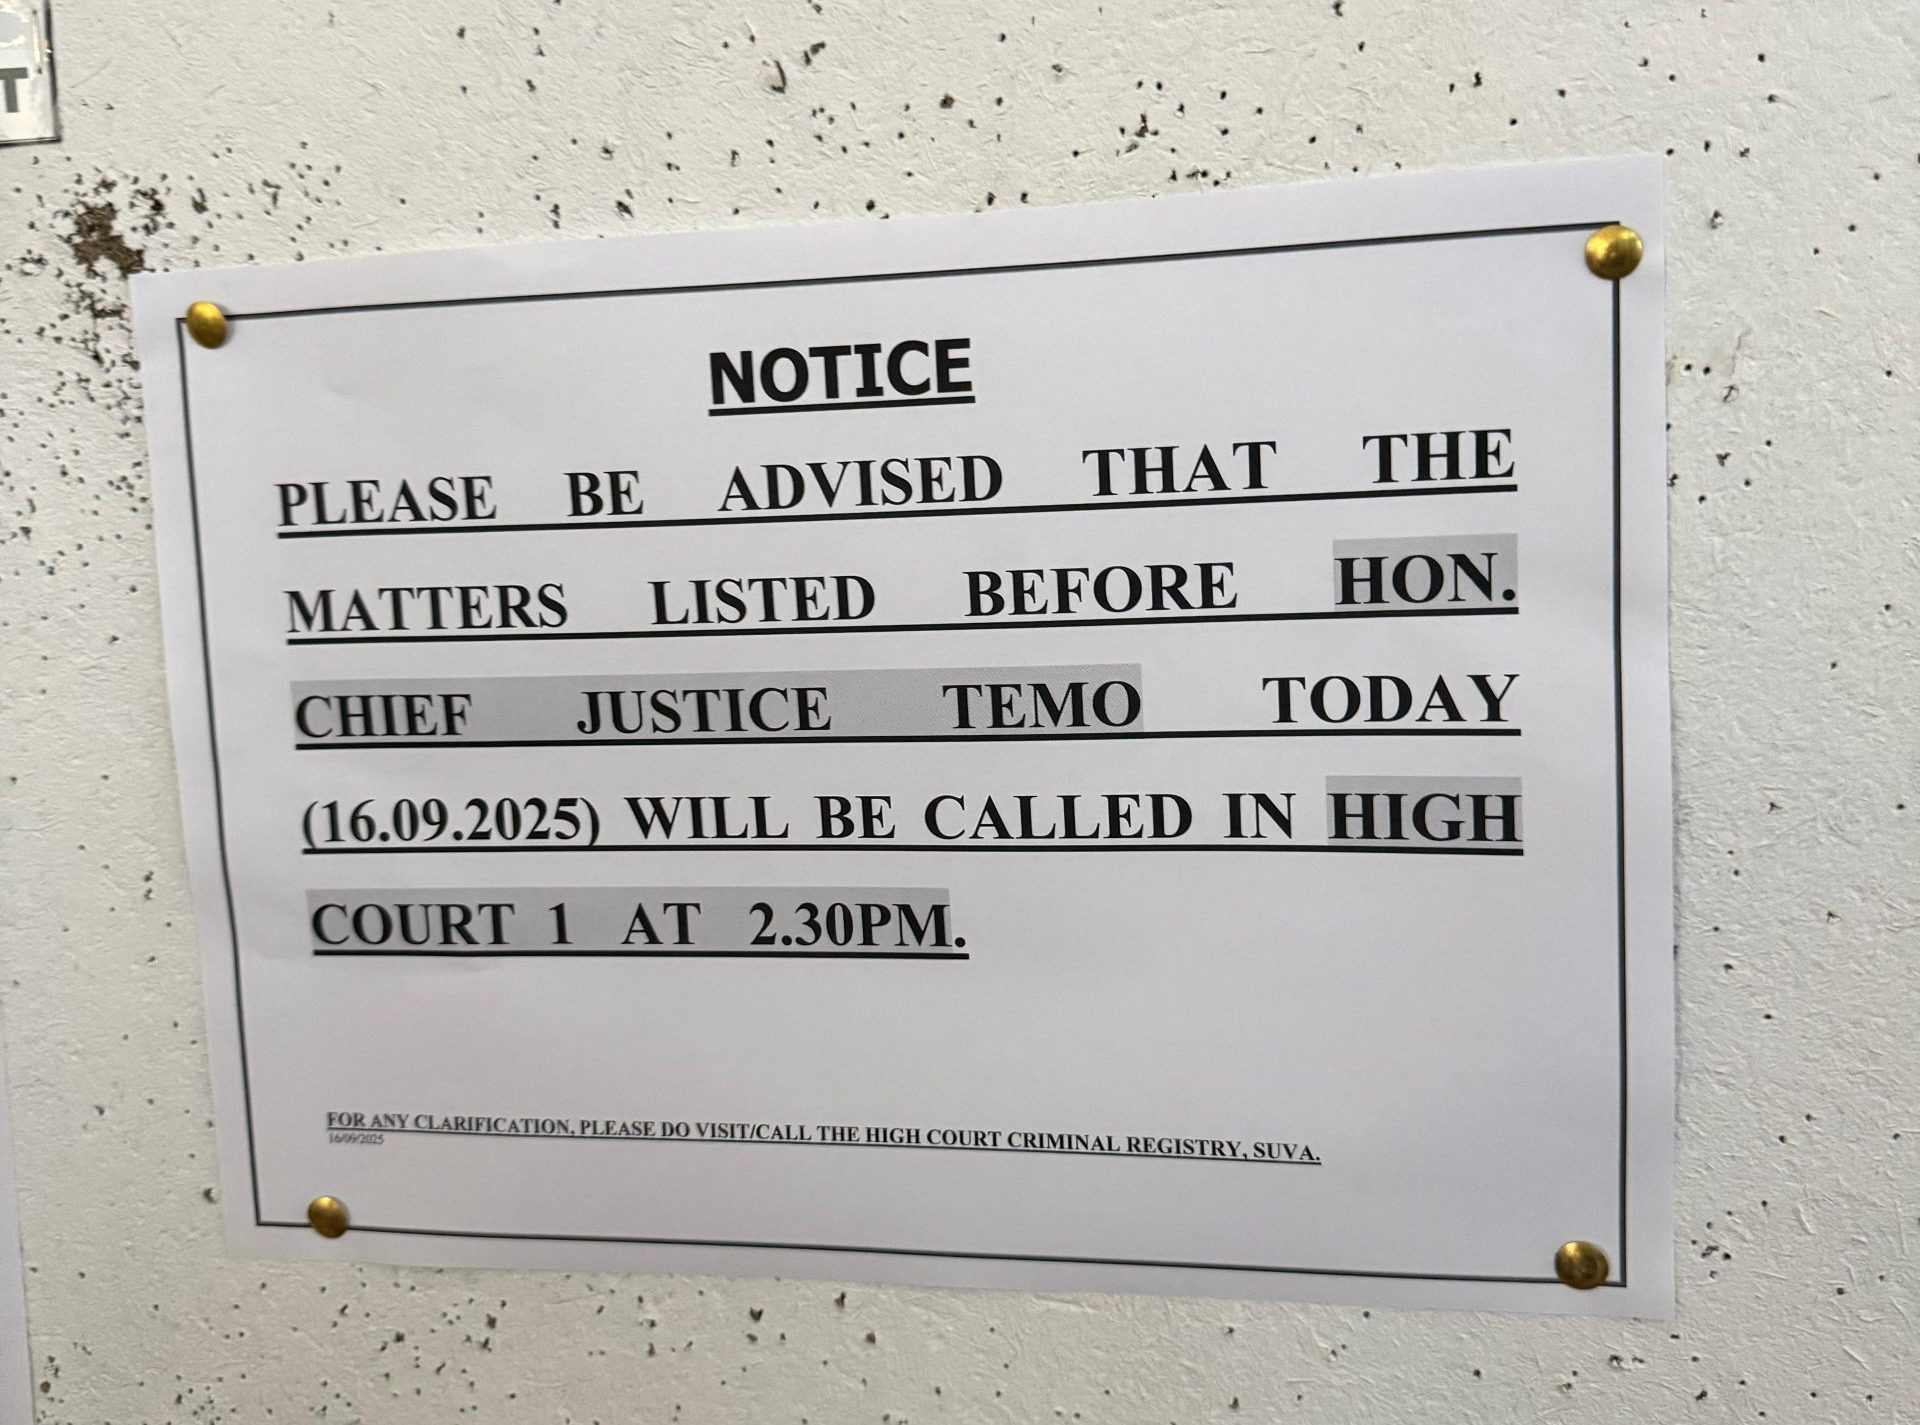 T
NOTICE
PLEASE BE ADVISED THAT THE
MATTERS LISTED BEFORE HON.
CHIEF JUSTICE TEMO TODAY
(16.09.2025) WILL BE CALLED IN HIGH
COURT 1 AT 2.30PM.
FOR ANY CLARIFICATION, PLEASE DO VISIT/CALL THE HIGH COURT CRIMINAL REGISTRY, SUVA.
16/09/2025